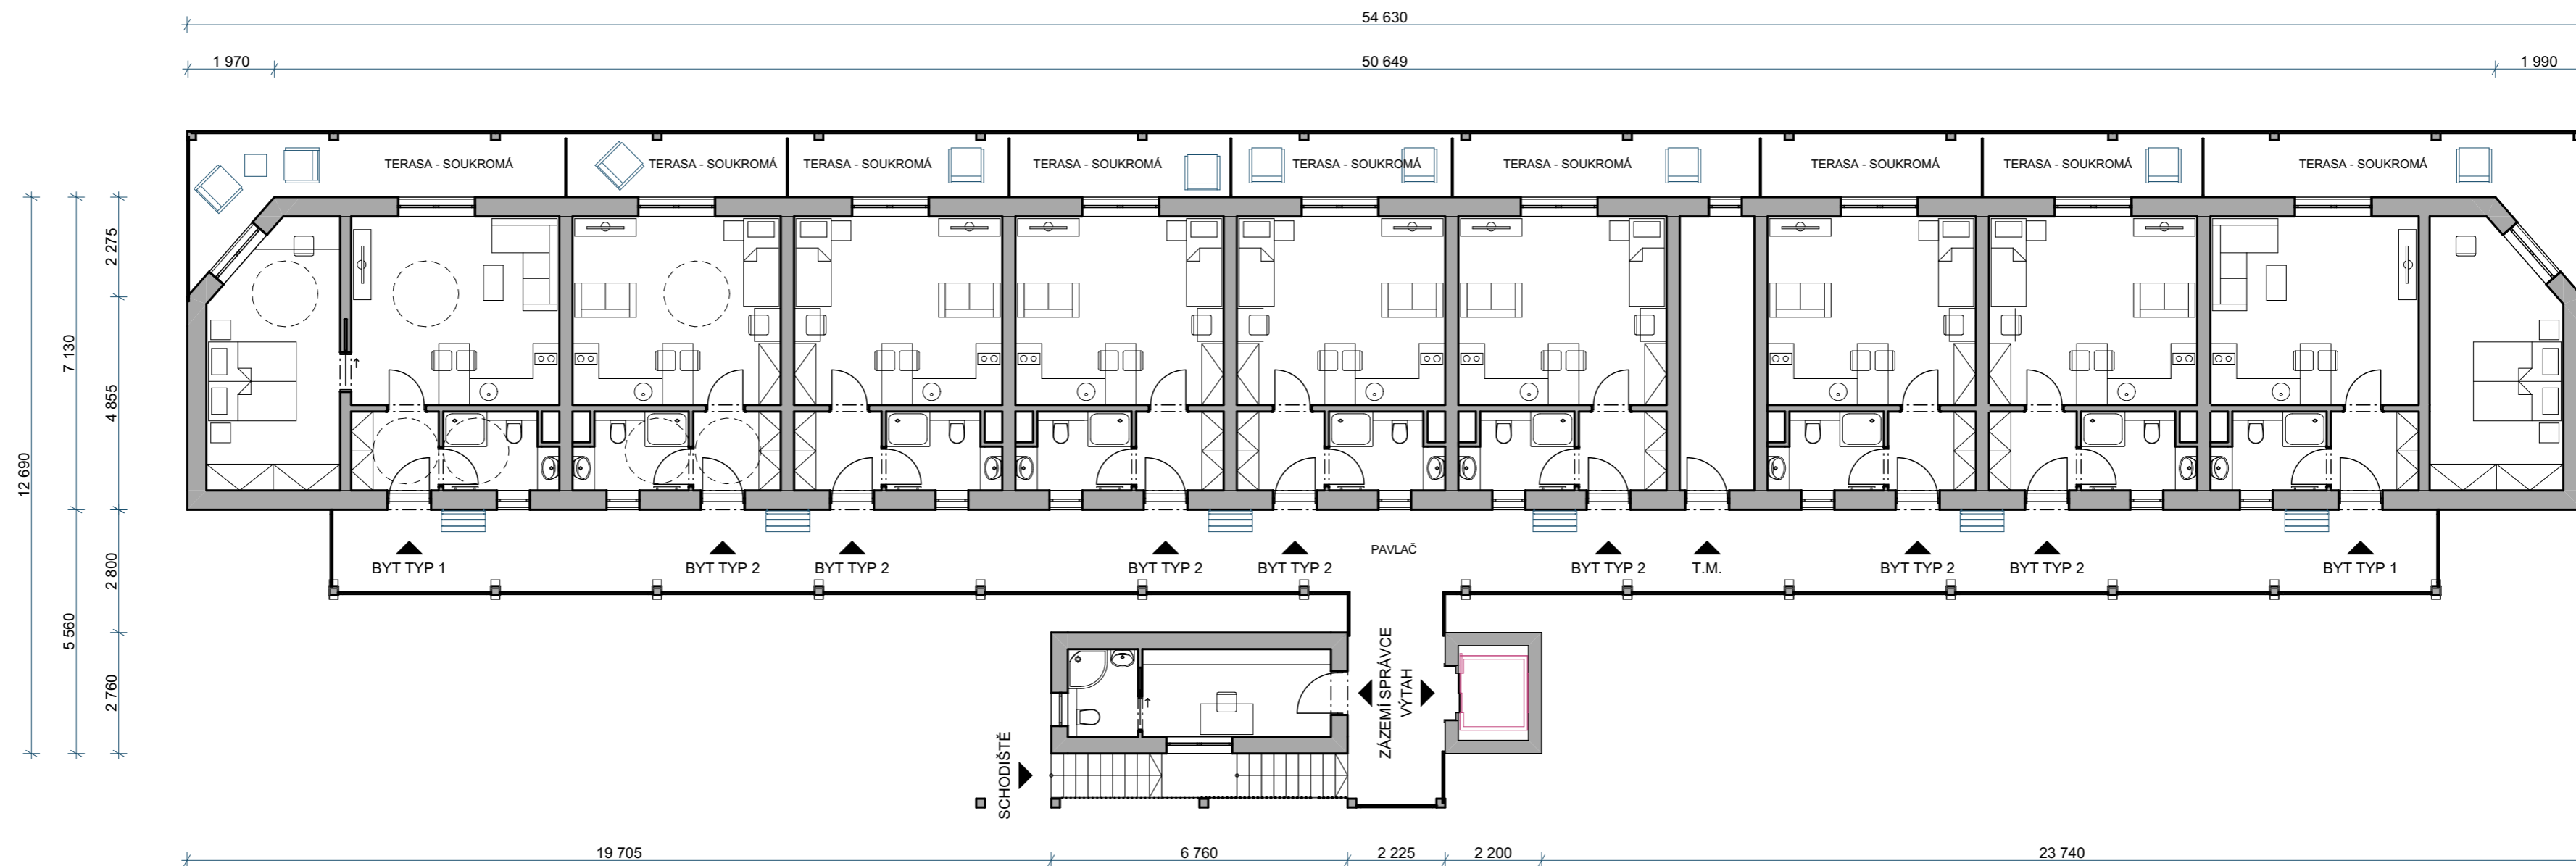 54 630
1 970
50 649
1 990
TERASA - SOUKROMÁ
TERASA - SOUKROMÁ
TERASA - SOUKROMÁ
TERASA - SOUKROMÁ
TERASA - SOUKROMÁ
TERASA - SOUKROMÁ
TERASA - SOUKROMÁ
TERASA - SOUKROMÁ
TERASA - SOUKROMÁ
12 690
7 130
5 560
2 275
4 855
2 800
2 760
PAVLAČ
BYT TYP 1
BYT TYP 2
BYT TYP 2
BYT TYP 2
BYT TYP 2
BYT TYP 2
T.M.
BYT TYP 2
BYT TYP 2
BYT TYP 1
ZÁZEMÍ SPRÁVCE
VÝTAH
SCHODIŠTĚ
19 705
6 760
2 225
2 200
23 740